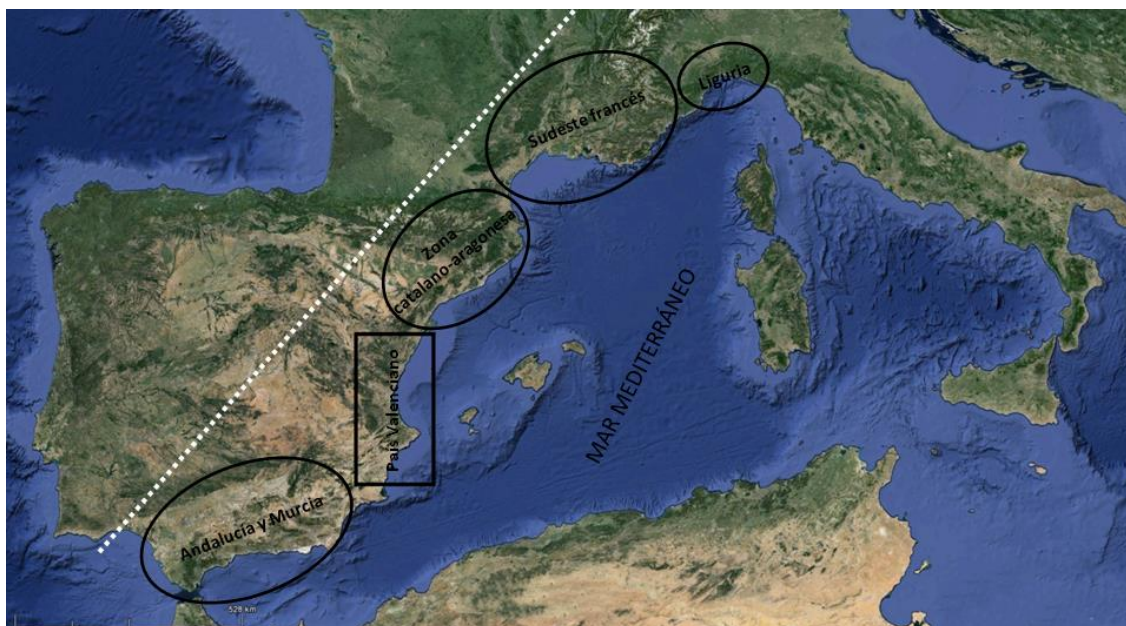 Liguria
Sudeste francés
Zona
catalano-aragonesa
País Valenciano
MAR MEDITERRÁNEO
Andalucía y Murcia
528 km